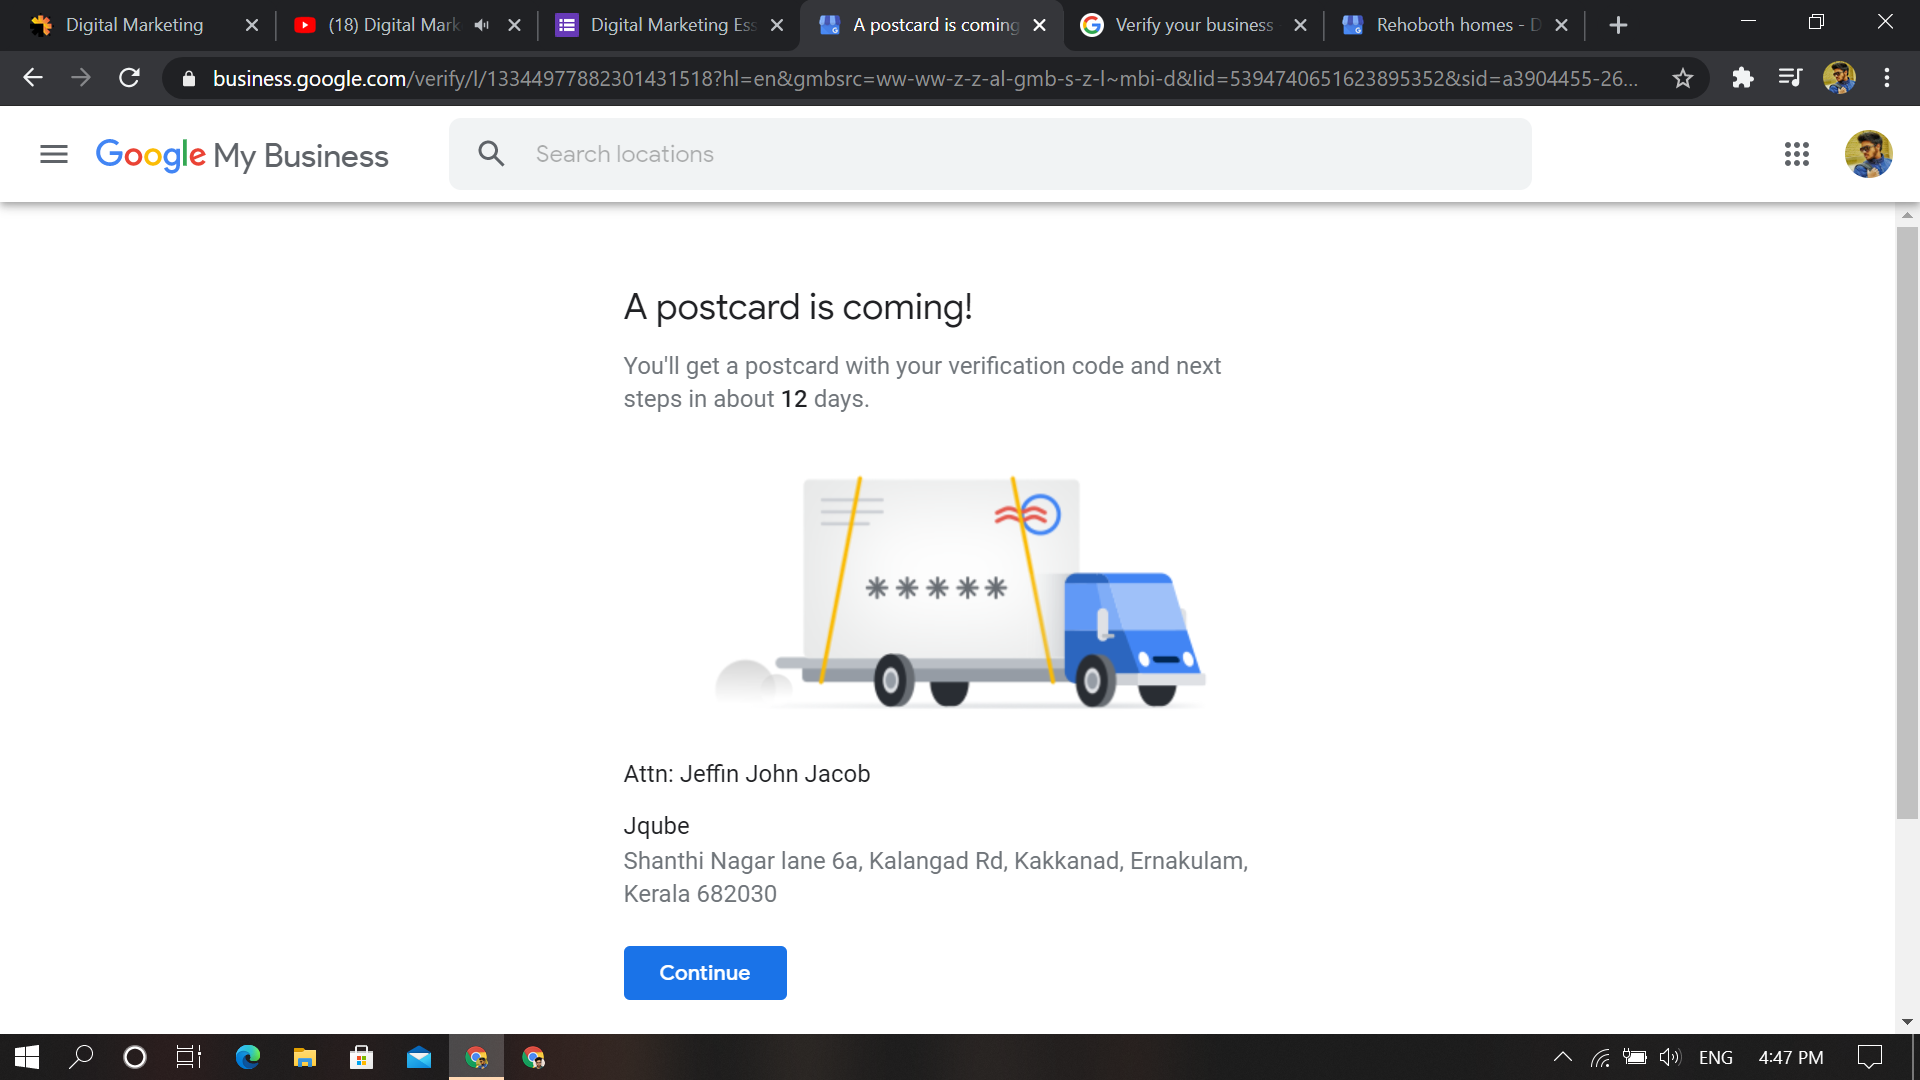 Digital Marketing
(18) Digital Mark
Digital Marketing Ess
A postcard is coming
Verify your business
Rehoboth homes - D
business.google.com/verify/l/13344977882301431518?hl=en&gmbsrc=ww-ww-z-z-al-gmb-s-z-l~mbi-d&lid=5394740651623895352&sid=a3904455-26...
Google My Business
Search locations
A postcard is coming!
You'll get a postcard with your verification code and next
steps in about 12 days.
*****
Attn: Jeffin John Jacob
Jqube
Shanthi Nagar lane 6a, Kalangad Rd, Kakkanad, Ernakulam,
Kerala 682030
Continue
ENG
4:47 PM